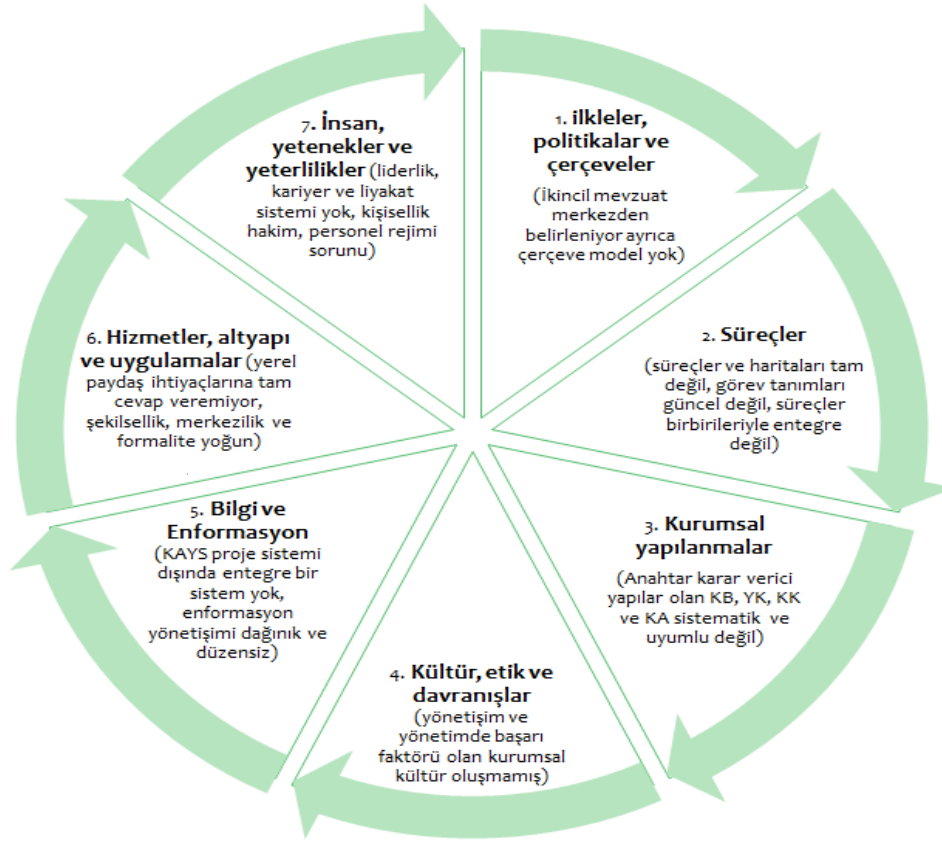 1. ilkleler,
politikalar ve
çerçeveler
(İkincil mevzuat
merkezden
belirleniyor ayrıca
çerçeve model yok)
2. Süreçler
(süreçler ve haritaları tam
değil, görev tanımları
güncel değil, süreçler
birbirileriyle entegre
değil)
3. Kurumsal
yapılanmalar
(Anahtar karar verici
yapılar olan KB, YK, KK
ve KA sistematik ve
uyumlu değil)
4. Kültür, etik ve
davranışlar
(yönetişim ve
yönetimde başarı
faktörü olan kurumsal
kültür oluşmamış)
5. Bilgi ve
Enformasyon
(KAYS proje sistemi
dışında entegre bir
sistem yok,
enformasyon
yönetişimi dağınık ve
düzensiz)
6. Hizmetler, altyapı
ve uygulamalar (yerel
paydaş ihtiyaçlarına tam
cevap veremiyor,
şekilsellik, merkezilik ve
formalite yoğun)
7. İnsan,
yetenekler ve
yeterlilikler (liderlik,
kariyer ve liyakat
sistemi yok, kişisellik
hakim, personel rejimi
sorunu)